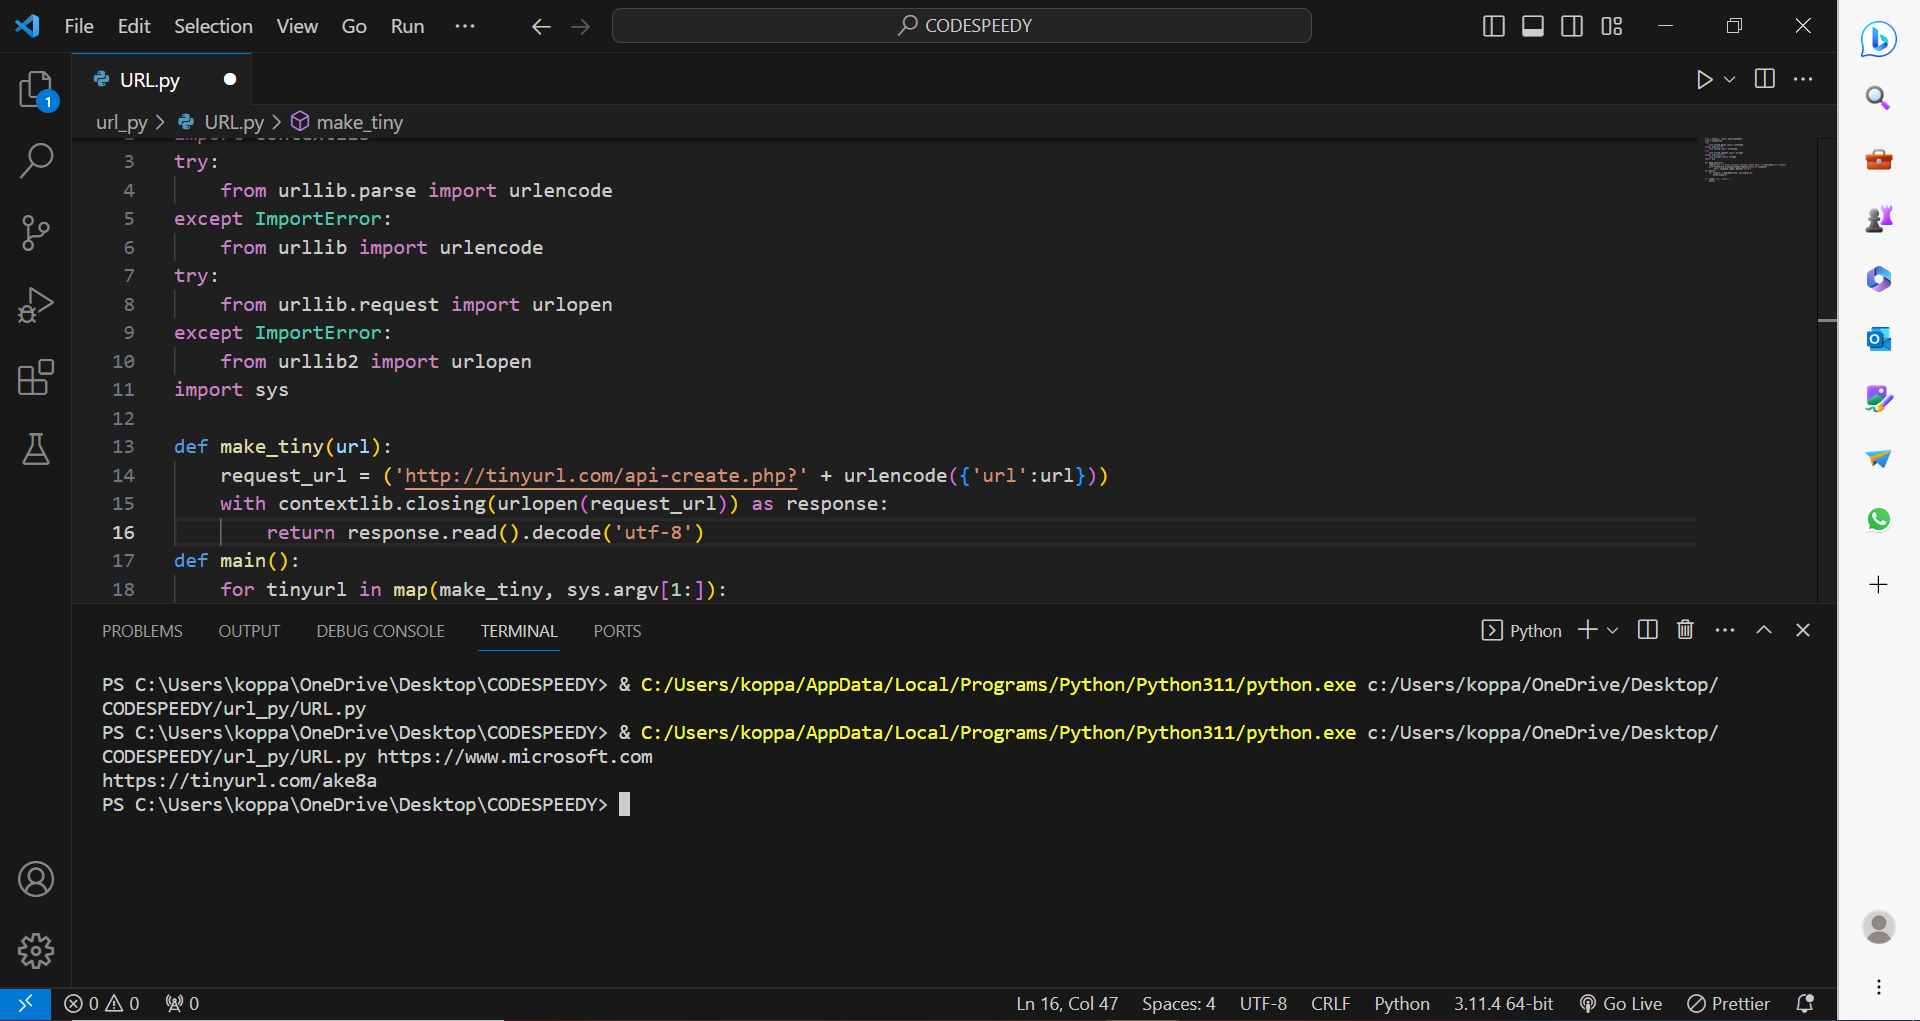 File Edit Selection View Go Run ··· CODESPEEDY
1
URL.py
url_py > URL.py > make_tiny
3 try:
4 from urllib.parse import urlencode
5 except ImportError:
6 from urllib import urlencode
7 try:
8 from urllib.request import urlopen
9 except ImportError:
10 from urllib2 import urlopen
11 import sys
12
13 def make_tiny(url):
14 request_url = ('http://tinyurl.com/api-create.php?' + urlencode({'url':url}))
15 with contextlib.closing(urlopen(request_url)) as response:
16 return response.read().decode('utf-8')
17 def main():
18 for tinyurl in map(make_tiny, sys.argv[1:]):
PROBLEMS OUTPUT DEBUG CONSOLE TERMINAL PORTS Python
PS C:\Users\koppa\OneDrive\Desktop\CODESPEEDY> & C:/Users/koppa/AppData/Local/Programs/Python/Python311/python.exe c:/Users/koppa/OneDrive/Desktop/
CODESPEEDY/url_py/URL.py
PS C:\Users\koppa\OneDrive\Desktop\CODESPEEDY> & C:/Users/koppa/AppData/Local/Programs/Python/Python311/python.exe c:/Users/koppa/OneDrive/Desktop/
CODESPEEDY/url_py/URL.py https://www.microsoft.com
https://tinyurl.com/ake8a
PS C:\Users\koppa\OneDrive\Desktop\CODESPEEDY>
0 0 0 Ln 16, Col 47 Spaces: 4 UTF-8 CRLF Python 3.11.4 64-bit Go Live Prettier